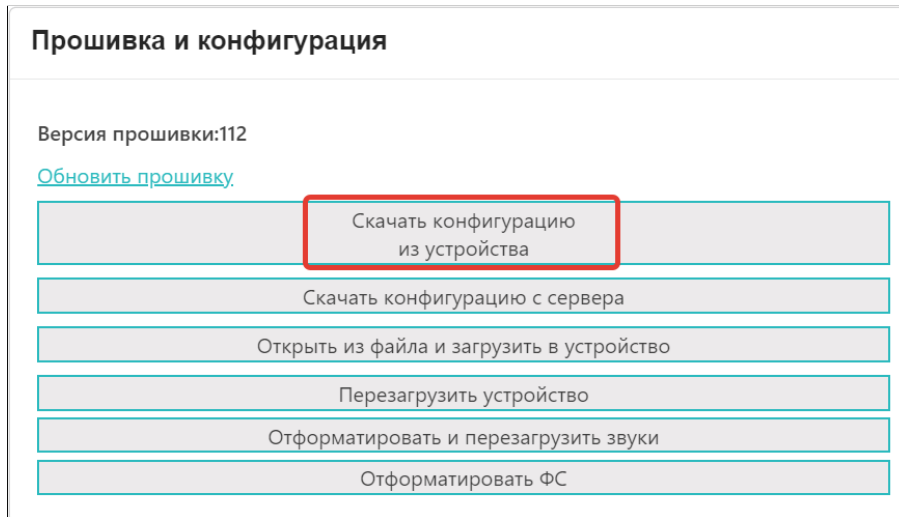 Прошивка и конфигурация
Версия прошивки:112
Обновить прошивку
Скачать конфигурацию
из устройства
Скачать конфигурацию с сервера
Открыть из файла и загрузить в устройство
Перезагрузить устройство
Отформатировать и перезагрузить звуки
Отформатировать ФС